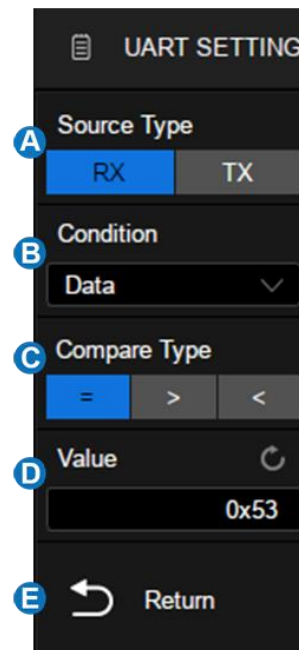 UART SETTING
A
Source Type
RX TX
B
Condition
Data
C
Compare Type
= > <
D
Value
0x53
E
Return